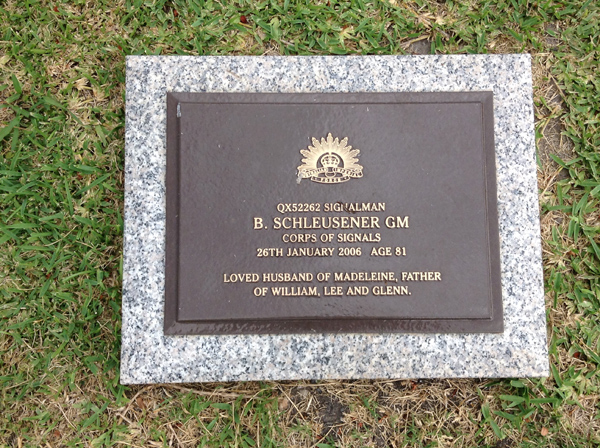 QX52262 SIGNALMAN
B. SCHLEUSENER GM
CORPS OF SIGNALS
26TH JANUARY 2006 AGE 81
LOVED HUSBAND OF MADELEINE, FATHER
OF WILLIAM, LEE AND GLENN.